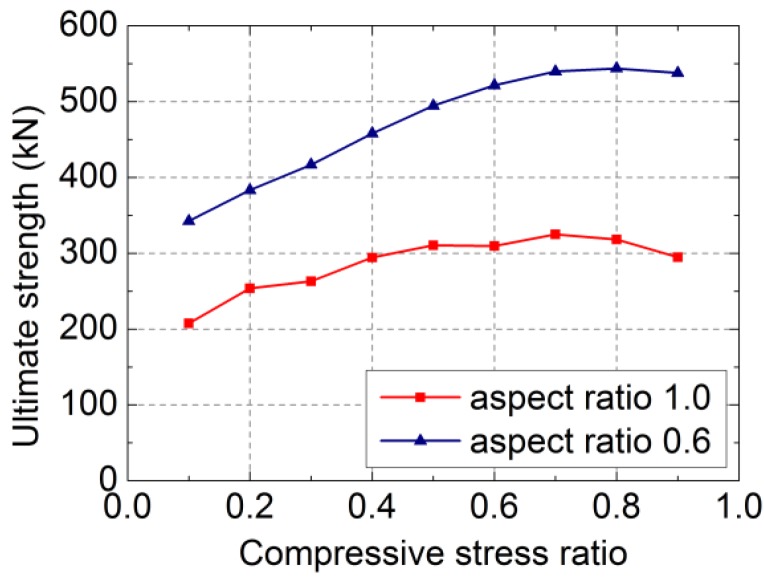 600
500
400
300
200
100
0
Ultimate strength (kN)
aspect ratio 1.0
aspect ratio 0.6
0.0 0.2 0.4 0.6 0.8 1.0
Compressive stress ratio